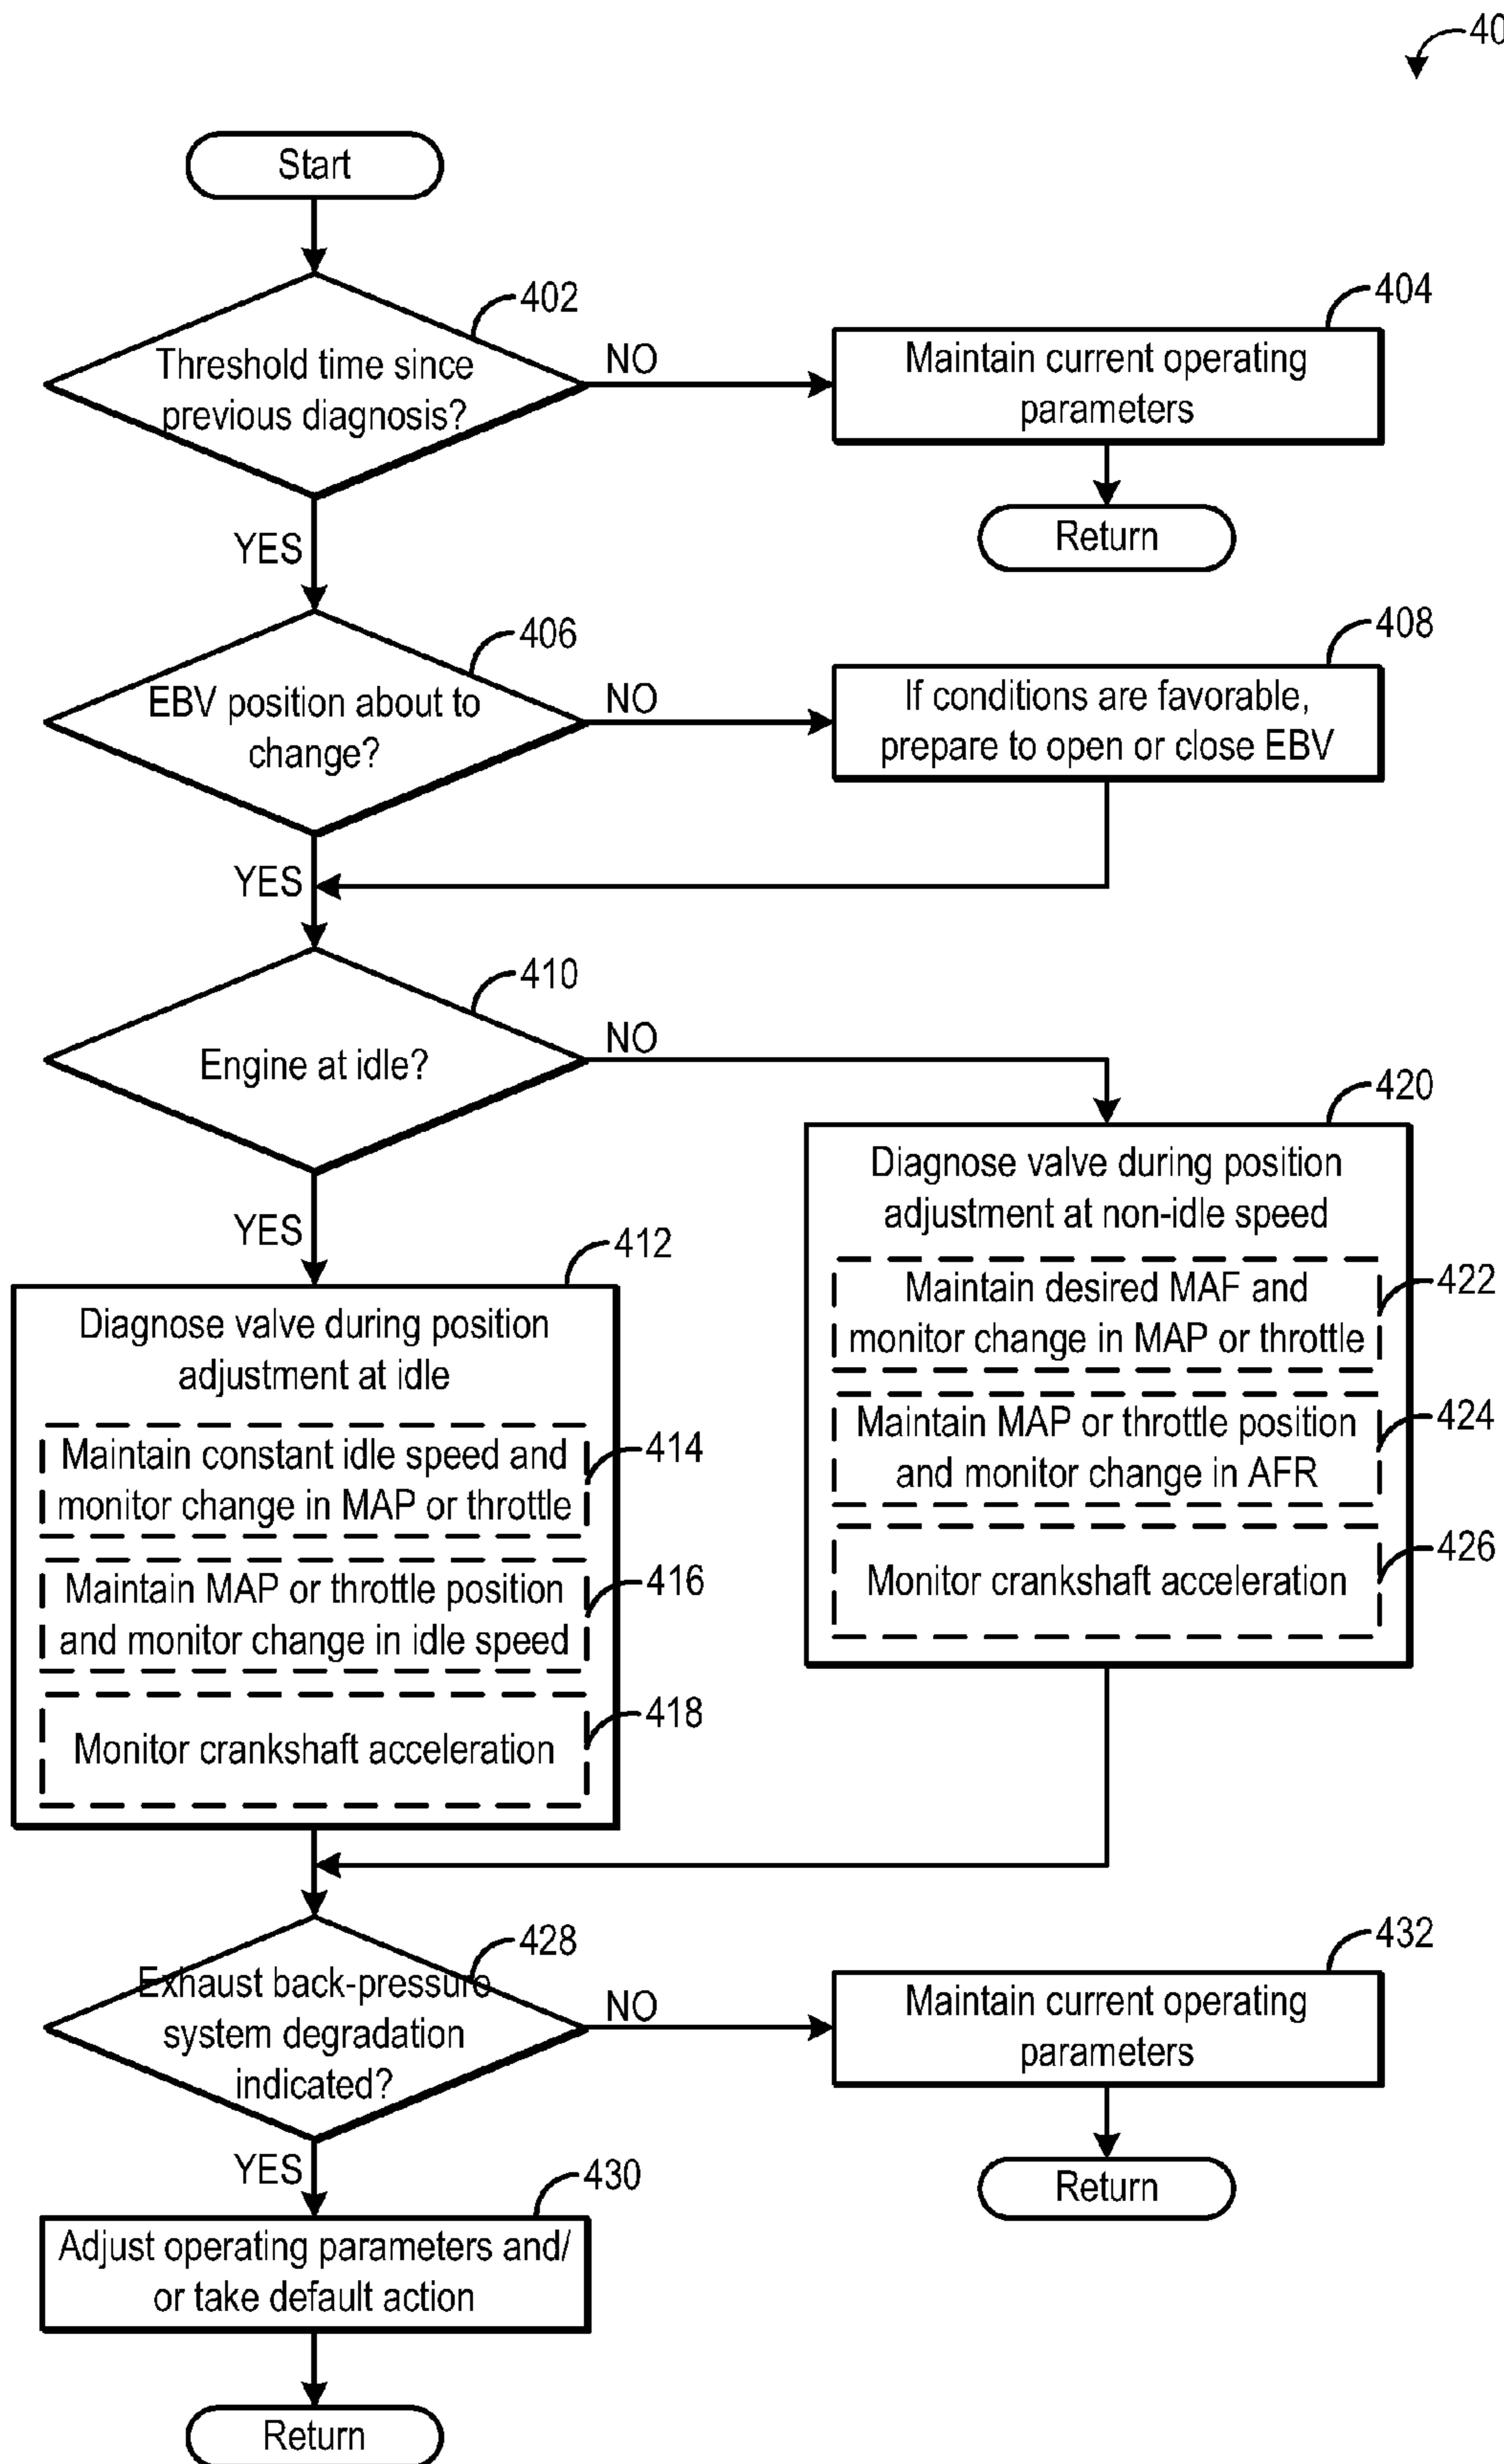 40
Start
402
Threshold time since
previous diagnosis?
NO
404
Maintain current operating
parameters
Return
YES
406
EBV position about to
change?
NO
408
If conditions are favorable,
prepare to open or close EBV
YES
410
Engine at idle?
NO
420
Diagnose valve during position
adjustment at non-idle speed
Maintain desired MAF and
monitor change in MAP or throttle
422
Maintain MAP or throttle position
and monitor change in AFR
424
Monitor crankshaft acceleration
426
YES
412
Diagnose valve during position
adjustment at idle
Maintain constant idle speed and
monitor change in MAP or throttle
414
Maintain MAP or throttle position
and monitor change in idle speed
416
Monitor crankshaft acceleration
418
428
Exhaust back-pressure
system degradation
indicated?
NO
432
Maintain current operating
parameters
Return
YES
430
Adjust operating parameters and/
or take default action
Return